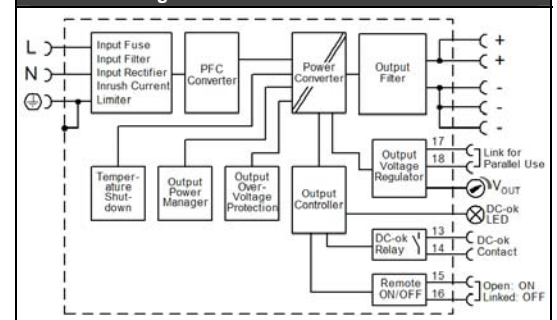 L
N
Input Fuse
Input Filter
Input Rectifier
Inrush Current
Limiter
PFC
Converter
Power
Converter
Output
Filter
+
+
-
-
-
Temper-
ature
Shut-
down
Output
Power
Manager
Output
Over-
Voltage
Protection
Output
Controller
Output
Voltage
Regulator
17
18
Link for
Parallel Use
VOUT
DC-ok
LED
DC-ok
Relay
13
14
DC-ok
Contact
Remote
ON/OFF
15
16
Open: ON
Linked: OFF